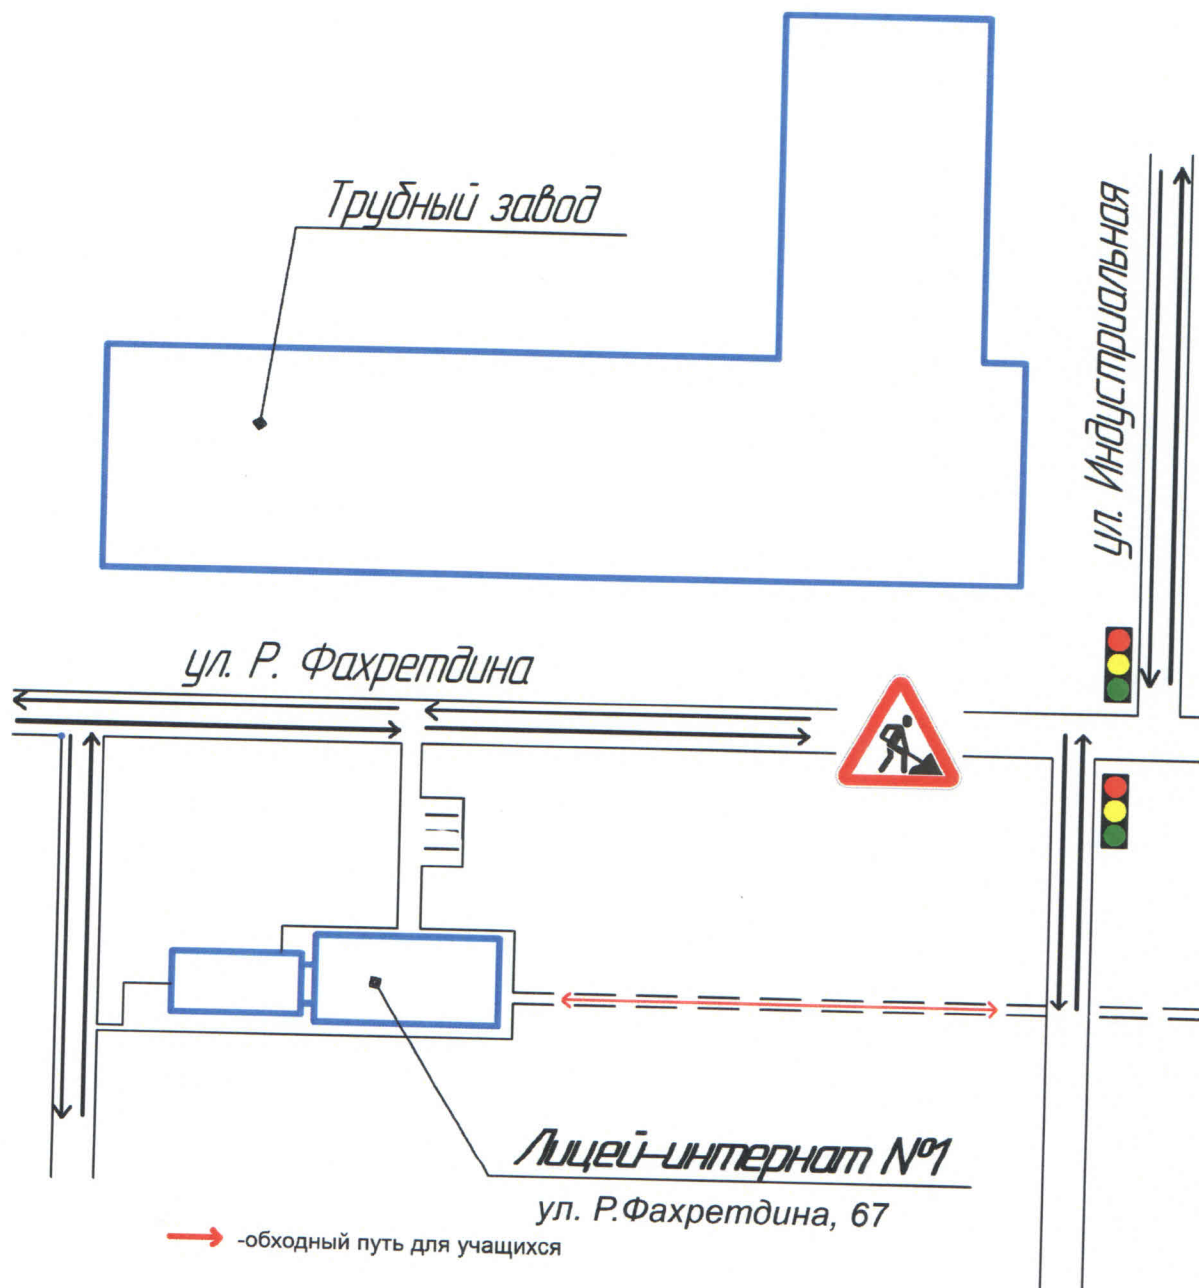 Трубный завод
ул. Индустриальная
ул. Р. Фахретдина
Лицей-интернат №1
ул. Р.Фахретдина, 67
-обходный путь для учащихся